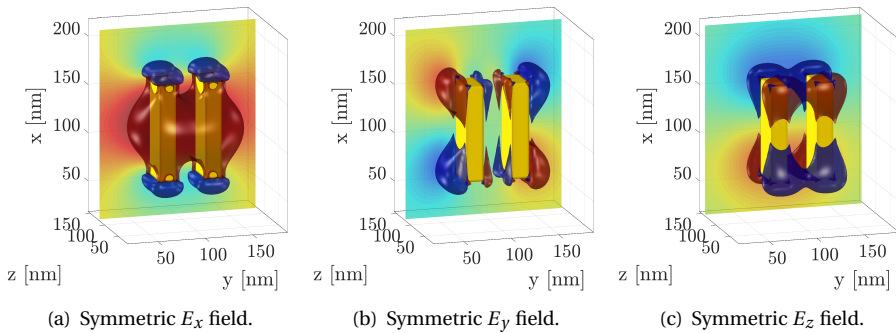 200 200 200
150 150 150
x [nm] x [nm] x [nm]
100 100 100
50 50 50
150 150 150
100 100 100
50 50 50
50 100 150 50 100 150 50 100 150
z [nm] y [nm] z [nm] y [nm] z [nm] y [nm]
(a) Symmetric Eₓ field. (b) Symmetric E_y field. (c) Symmetric E_z field.